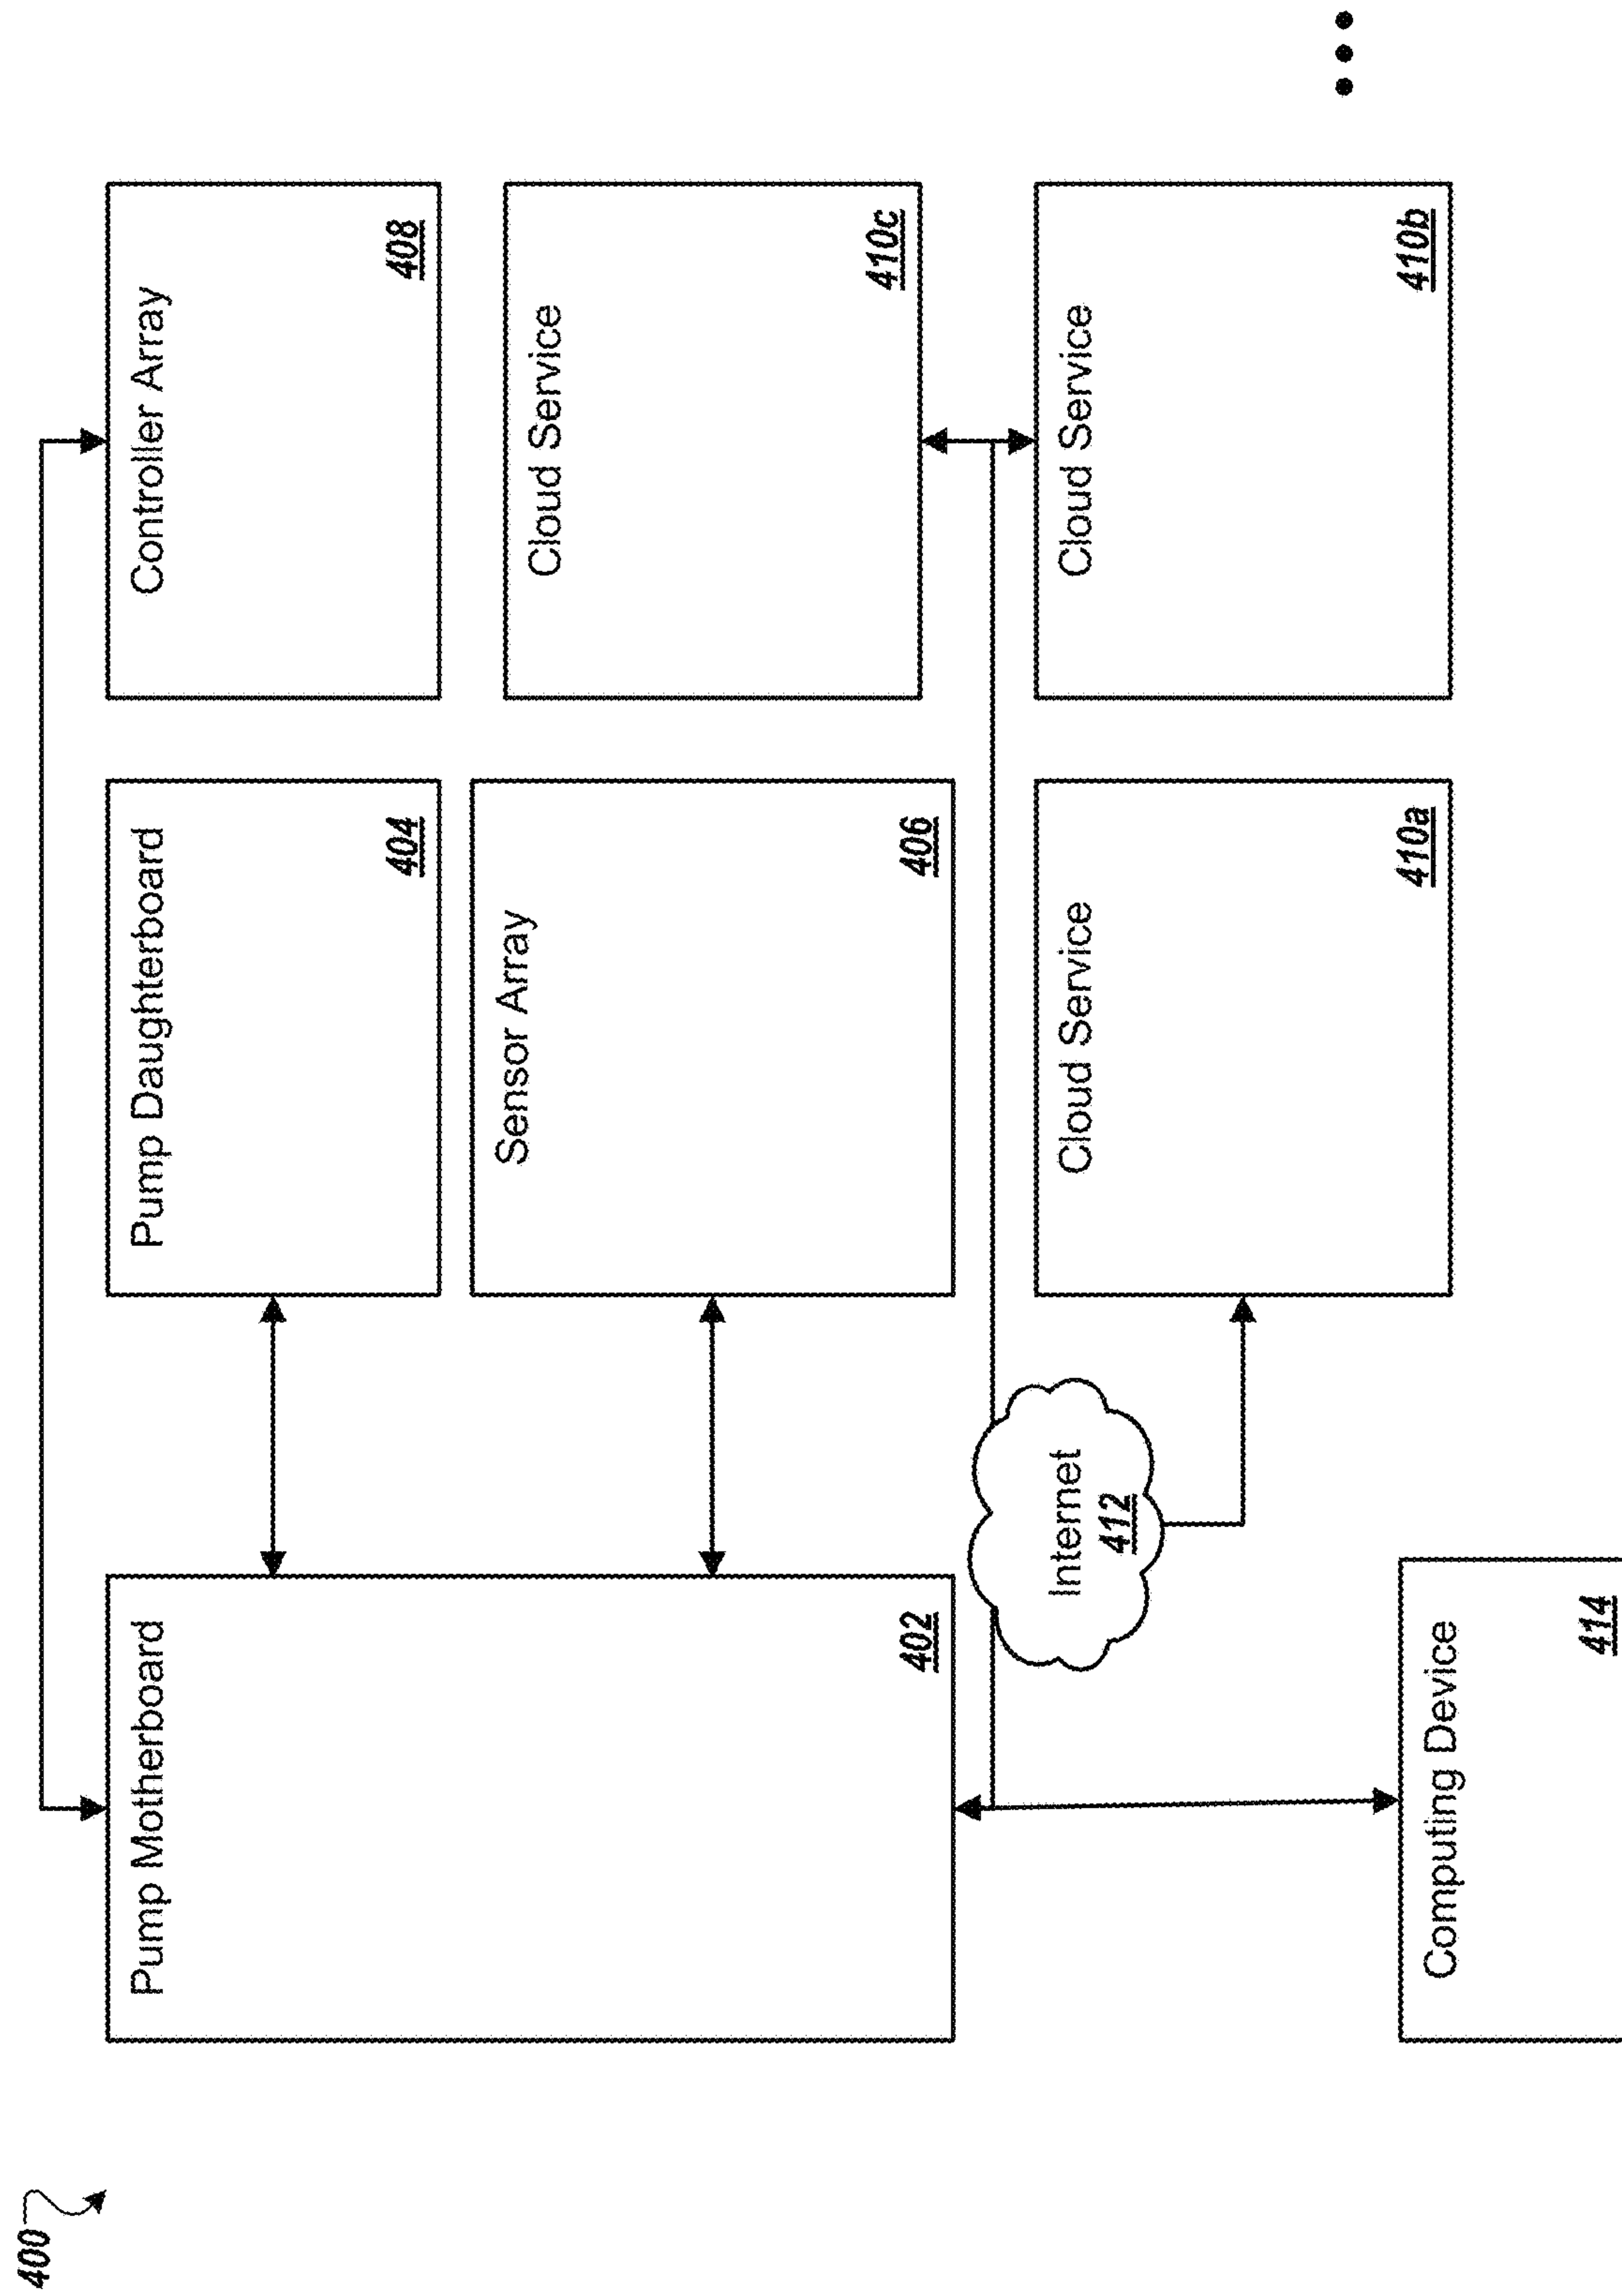 400
Pump Motherboard
402
Pump Daughterboard
404
Controller Array
408
Sensor Array
406
Cloud Service
410c
Internet
412
Cloud Service
410a
Cloud Service
410b
Computing Device
414